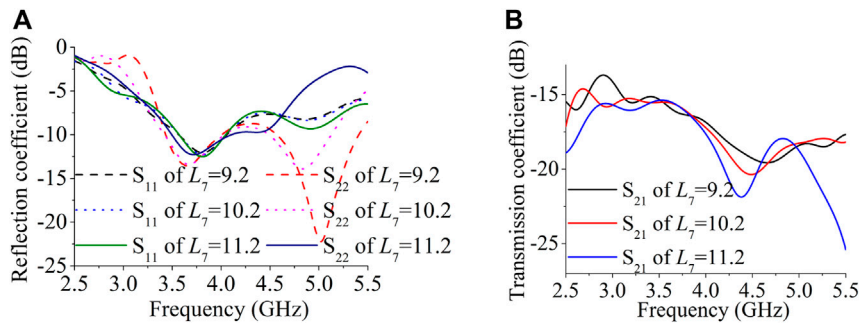 A
Reflection coefficient (dB)
0
-5
-10
-15
-20
-25
S11 of L7=9.2
S22 of L7=9.2
S11 of L7=10.2
S22 of L7=10.2
S11 of L7=11.2
S22 of L7=11.2
2.5 3.0 3.5 4.0 4.5 5.0 5.5
Frequency (GHz)
B
Transmission coefficient (dB)
-15
-20
-25
S21 of L7=9.2
S21 of L7=10.2
S21 of L7=11.2
2.5 3.0 3.5 4.0 4.5 5.0 5.5
Frequency (GHz)